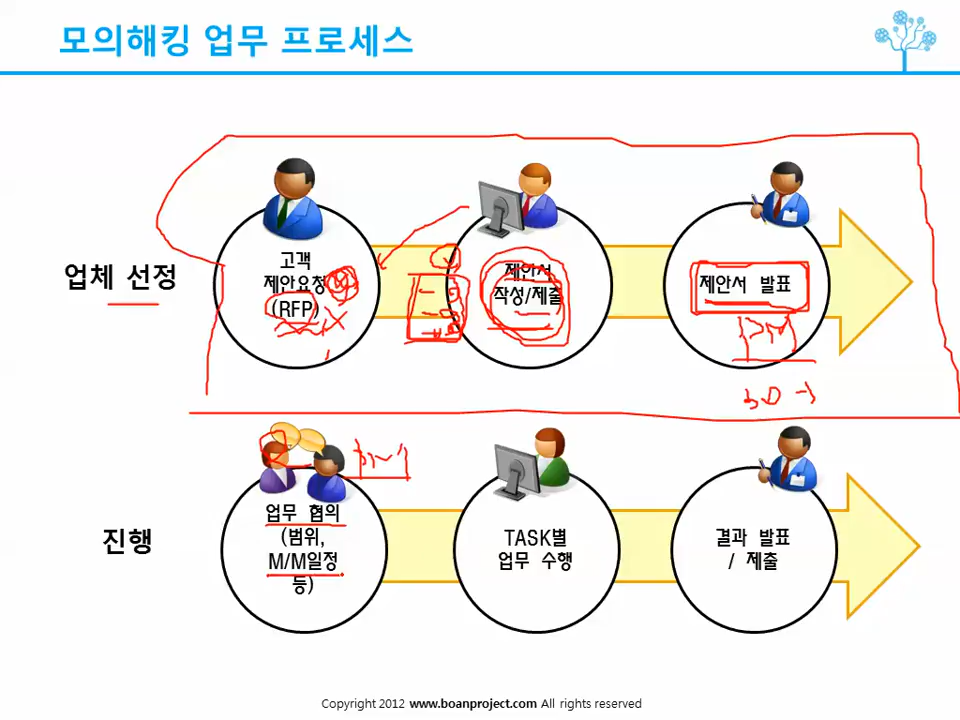 모의해킹 업무 프로세스
업체 선정
고객
제안요청
(RFP)
제안서
작성/제출
제안서 발표
PM
진행
업무 협의
(범위,
M/M일정
등)
TASK별
업무 수행
결과 발표
/ 제출
Copyright 2012 www.boanproject.com All rights reserved